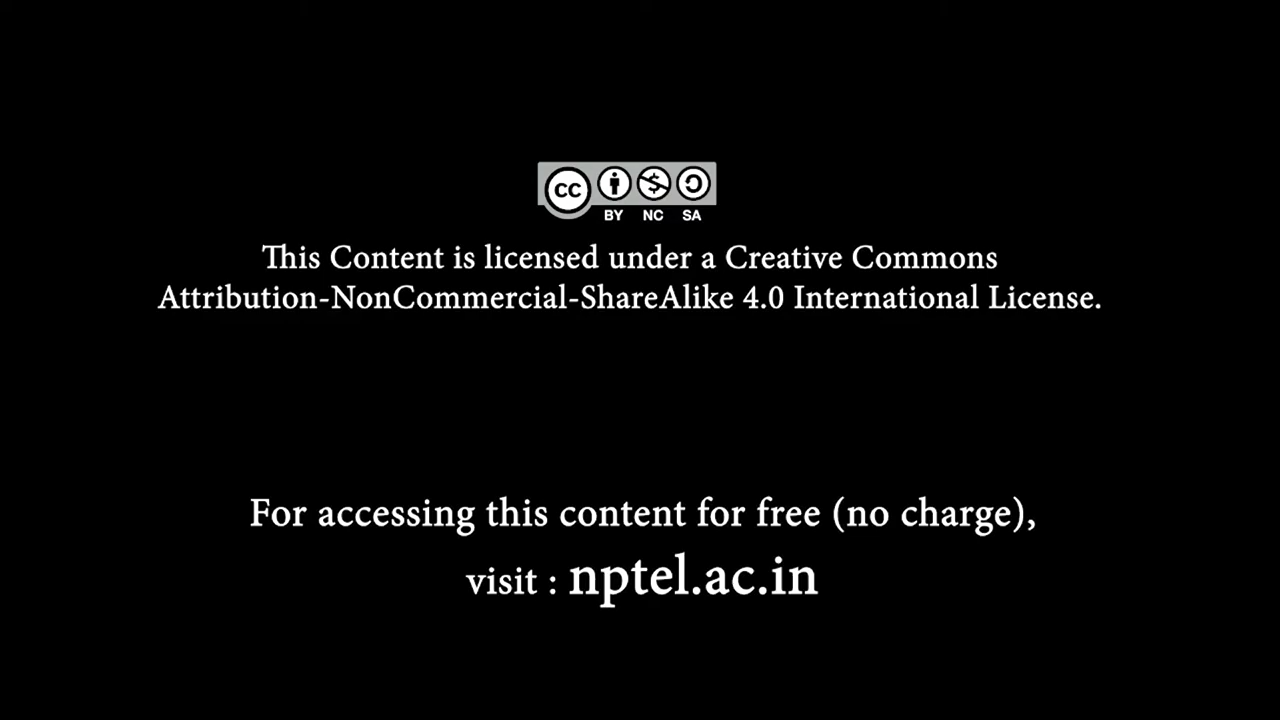 cc
BY NC SA
This Content is licensed under a Creative Commons
Attribution-NonCommercial-ShareAlike 4.0 International License.
For accessing this content for free (no charge),
visit : nptel.ac.in